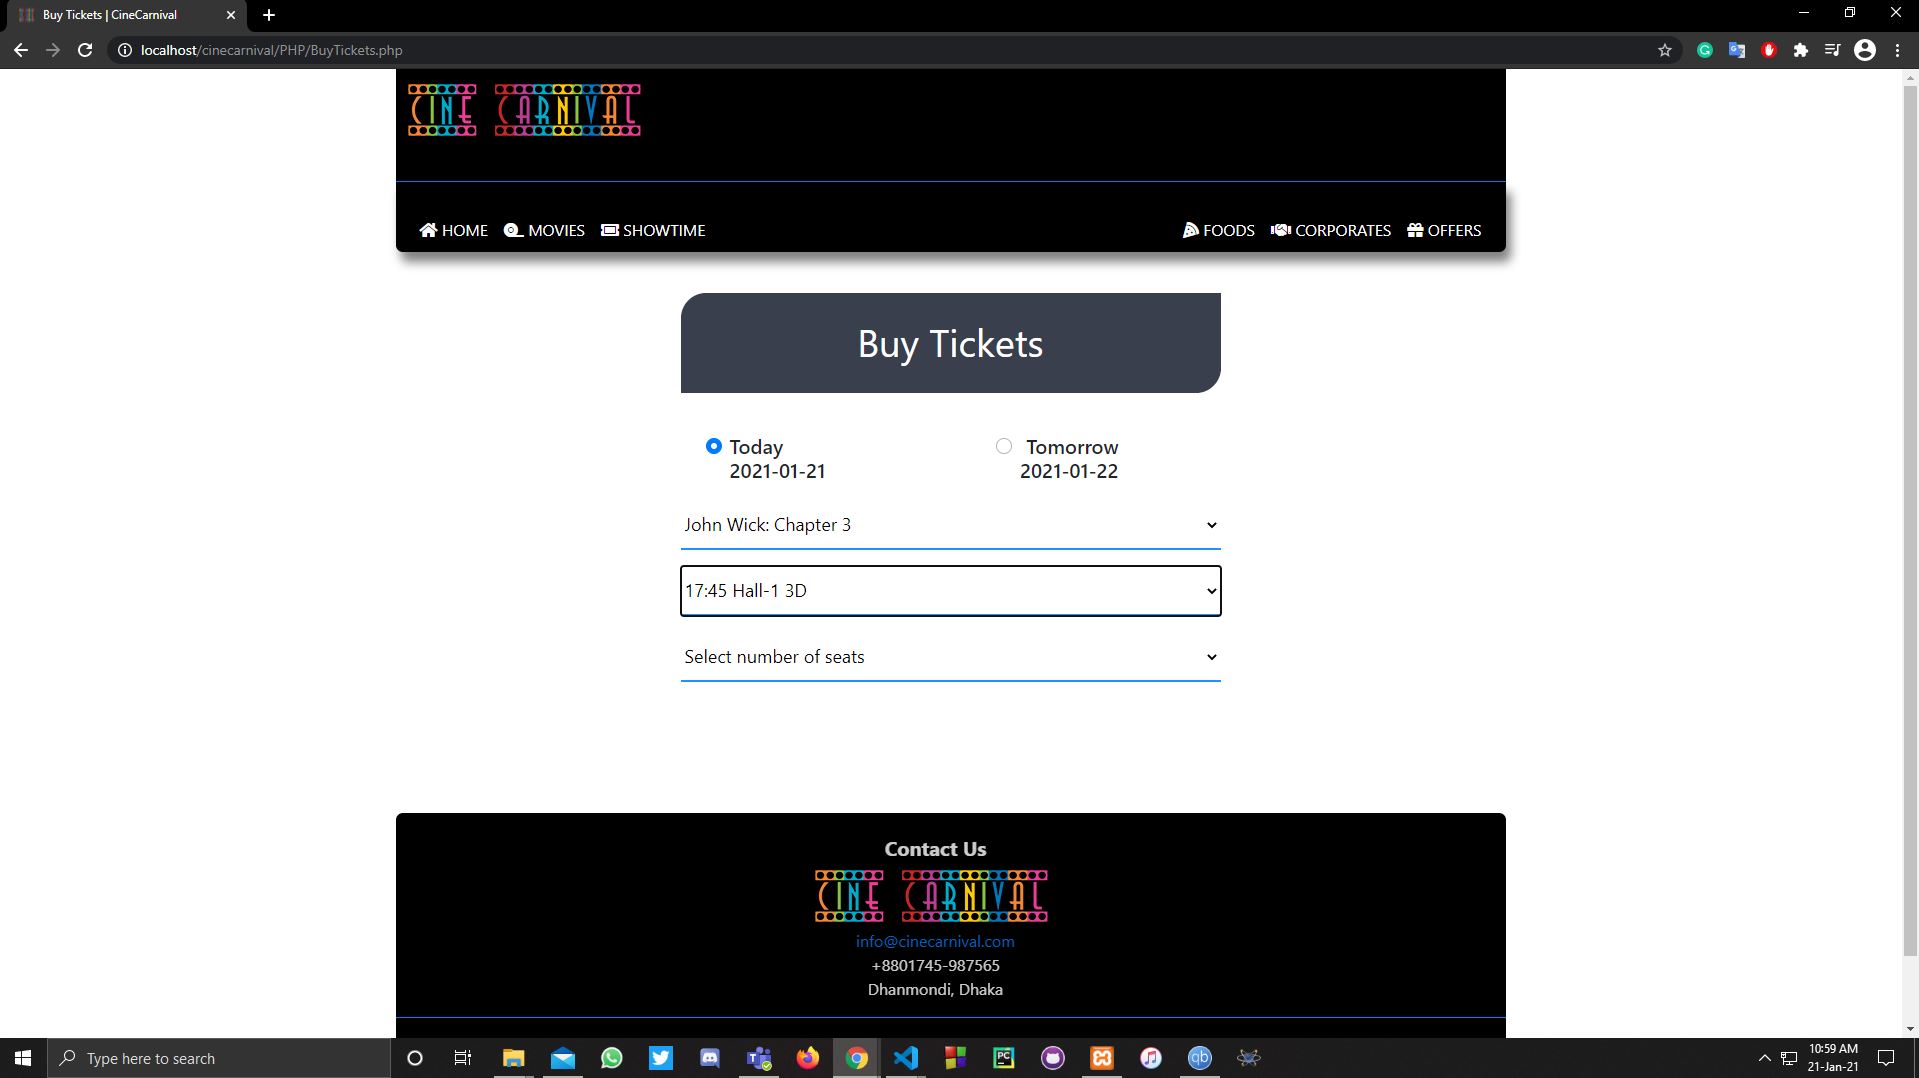 Buy Tickets | CineCarnival
localhost/cinecarnival/PHP/BuyTickets.php
CINE CARNIVAL
HOME MOVIES SHOWTIME FOODS CORPORATES OFFERS
Buy Tickets
Today Tomorrow
2021-01-21 2021-01-22
John Wick: Chapter 3
17:45 Hall-1 3D
Select number of seats
Contact Us
CINE CARNIVAL
info@cinecarnival.com
+8801745-987565
Dhanmondi, Dhaka
Type here to search
PC
qb
10:59 AM
21-Jan-21